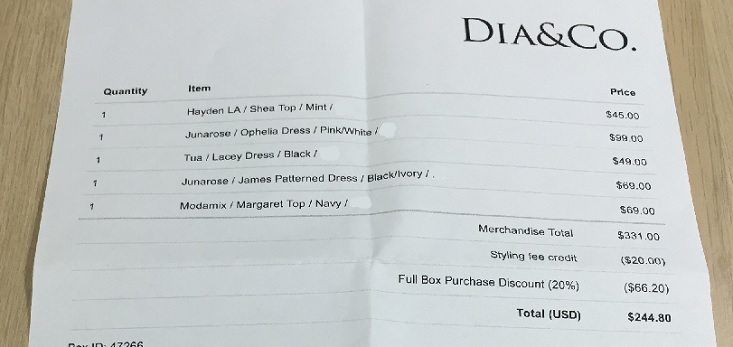 DIA&CO.
Quantity Item Price
1 Hayden LA / Shea Top / Mint / $45.00
1 Junarose / Ophelia Dress / Pink/White / $99.00
1 Tua / Lacey Dress / Black / $49.00
1 Junarose / James Patterned Dress / Black/Ivory / . $69.00
1 Modamix / Margaret Top / Navy / $69.00
Merchandise Total $331.00
Styling fee credit ($20.00)
Full Box Purchase Discount (20%) ($66.20)
Total (USD) $244.80
Box ID: 47266